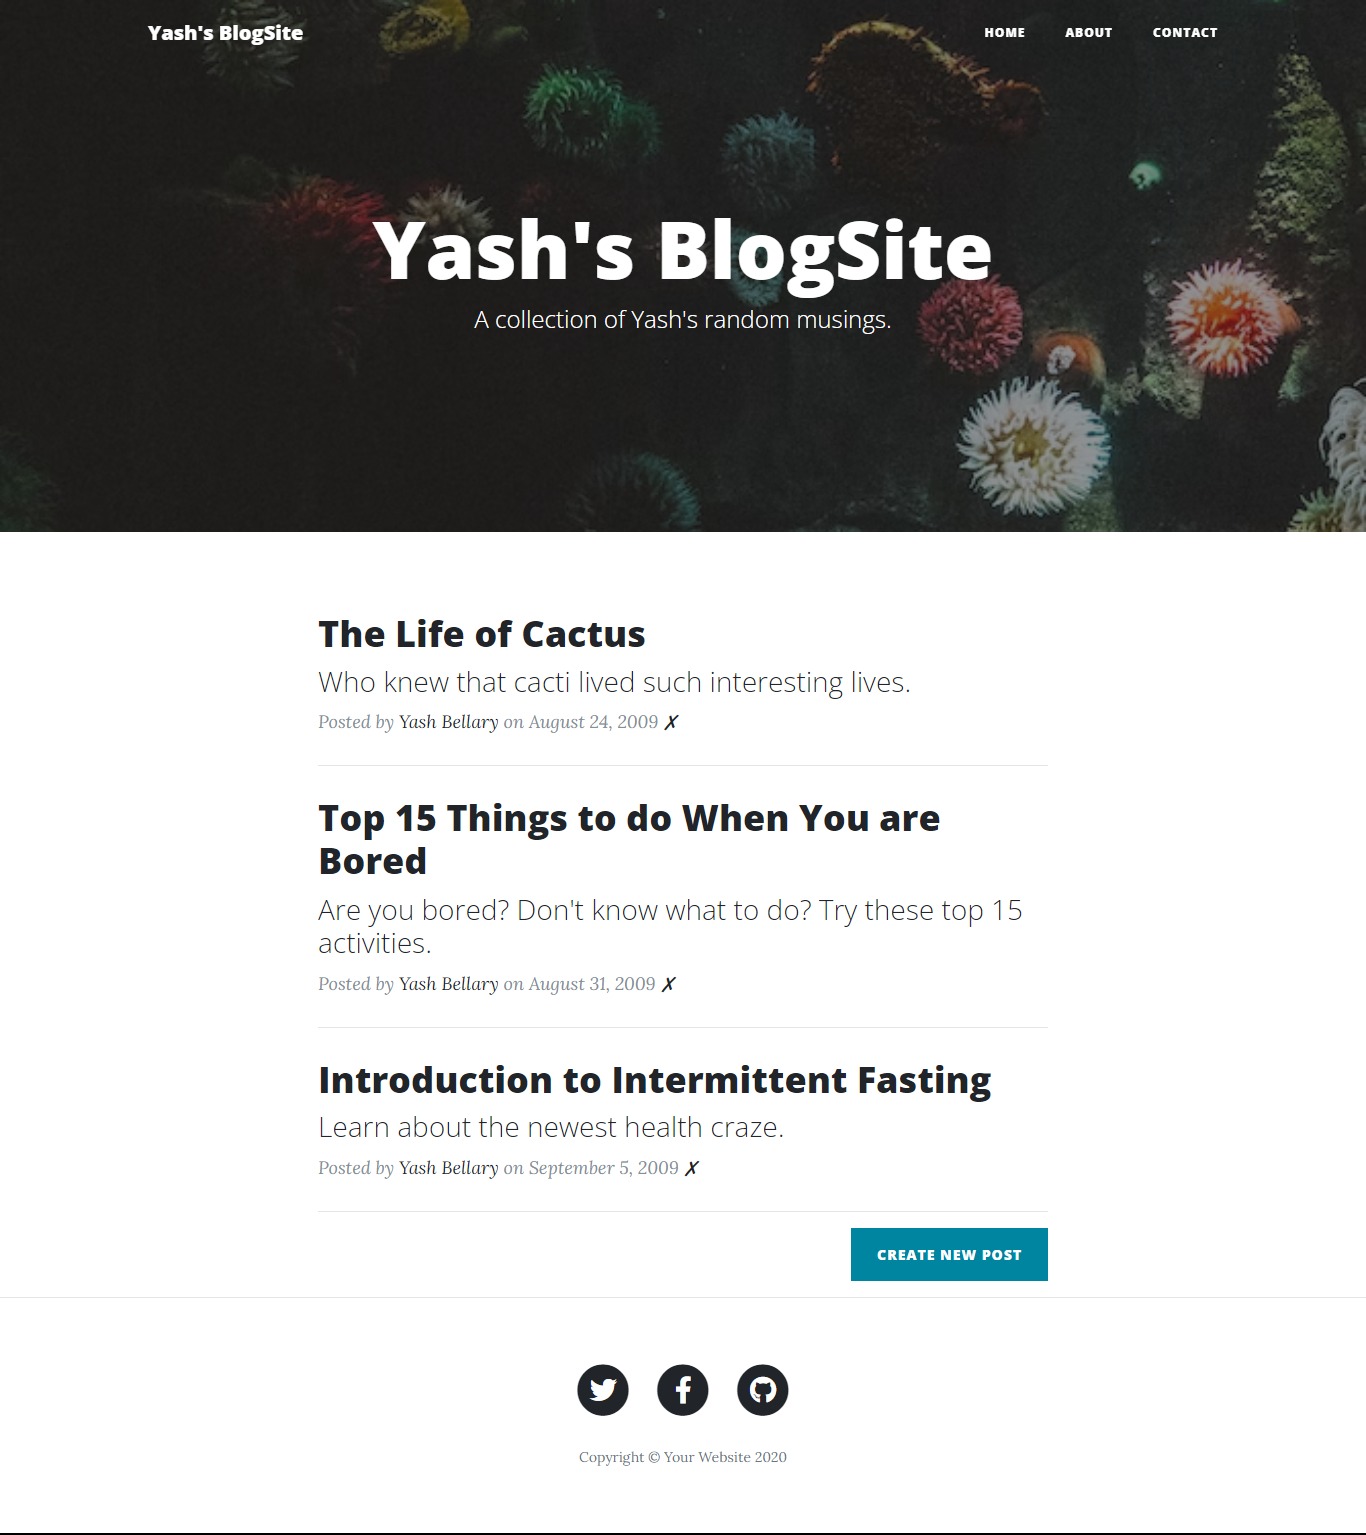 Yash's BlogSite
HOME ABOUT CONTACT
Yash's BlogSite
A collection of Yash's random musings.
The Life of Cactus
Who knew that cacti lived such interesting lives.
Posted by Yash Bellary on August 24, 2009 ✗
Top 15 Things to do When You are
Bored
Are you bored? Don't know what to do? Try these top 15
activities.
Posted by Yash Bellary on August 31, 2009 ✗
Introduction to Intermittent Fasting
Learn about the newest health craze.
Posted by Yash Bellary on September 5, 2009 ✗
CREATE NEW POST
Copyright © Your Website 2020